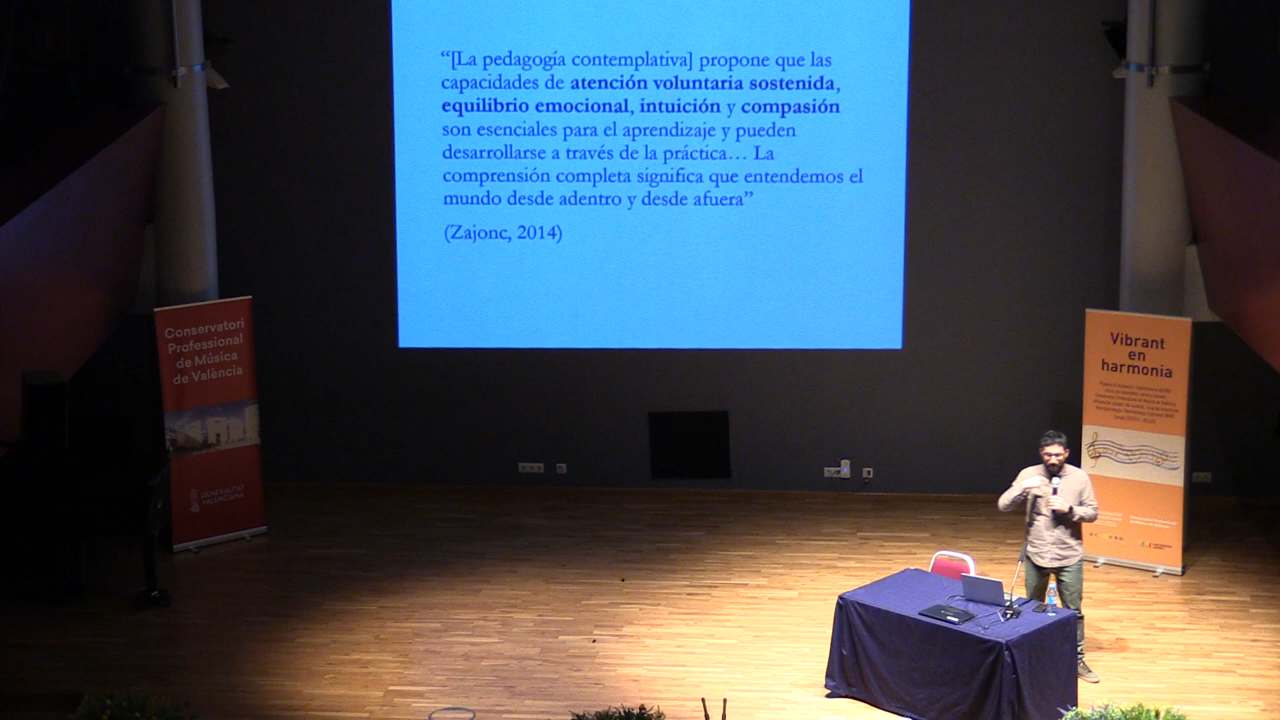 “[La pedagogía contemplativa] propone que las
capacidades de atención voluntaria sostenida,
equilibrio emocional, intuición y compasión
son esenciales para el aprendizaje y pueden
desarrollarse a través de la práctica… La
comprensión completa significa que entendemos el
mundo desde adentro y desde afuera”
(Zajonc, 2014)
Conservatori
Professional
de Música
de València
GENERALITAT
VALENCIANA
Vibrant
en
harmonia